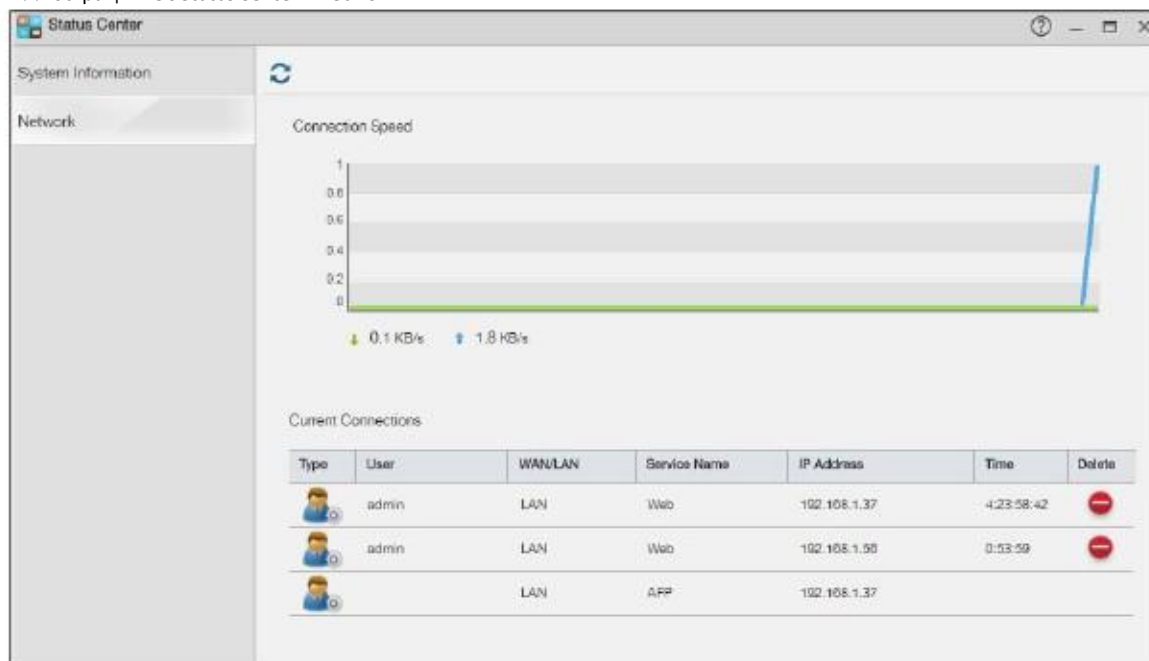 Status Center
System Information
Network
Connection Speed
1
0.8
0.6
0.4
0.2
0
0.1 KB/s 1.8 KB/s
Current Connections
Type User WAN/LAN Service Name IP Address Time Delete
admin LAN Web 192.168.1.37 4:23:58:42
admin LAN Web 192.168.1.56 0:53:59
LAN AFP 192.168.1.37